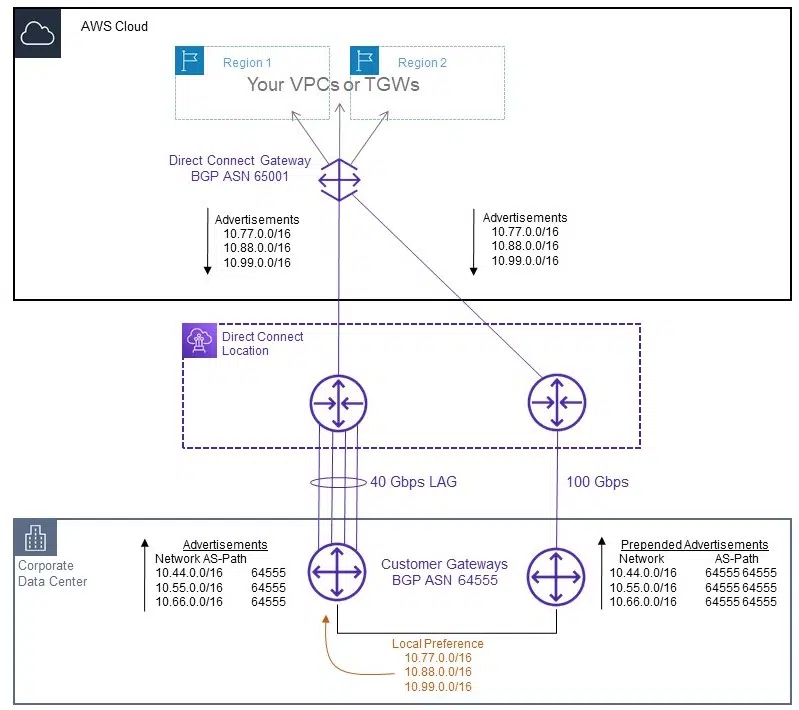 AWS Cloud
Region 1
Region 2
Your VPCs or TGWs
Direct Connect Gateway
BGP ASN 65001
Advertisements
10.77.0.0/16
10.88.0.0/16
10.99.0.0/16
Advertisements
10.77.0.0/16
10.88.0.0/16
10.99.0.0/16
Direct Connect
Location
40 Gbps LAG
100 Gbps
Corporate
Data Center
Advertisements
Network AS-Path
10.44.0.0/16 64555
10.55.0.0/16 64555
10.66.0.0/16 64555
Customer Gateways
BGP ASN 64555
Prepended Advertisements
Network AS-Path
10.44.0.0/16 64555 64555
10.55.0.0/16 64555 64555
10.66.0.0/16 64555 64555
Local Preference
10.77.0.0/16
10.88.0.0/16
10.99.0.0/16